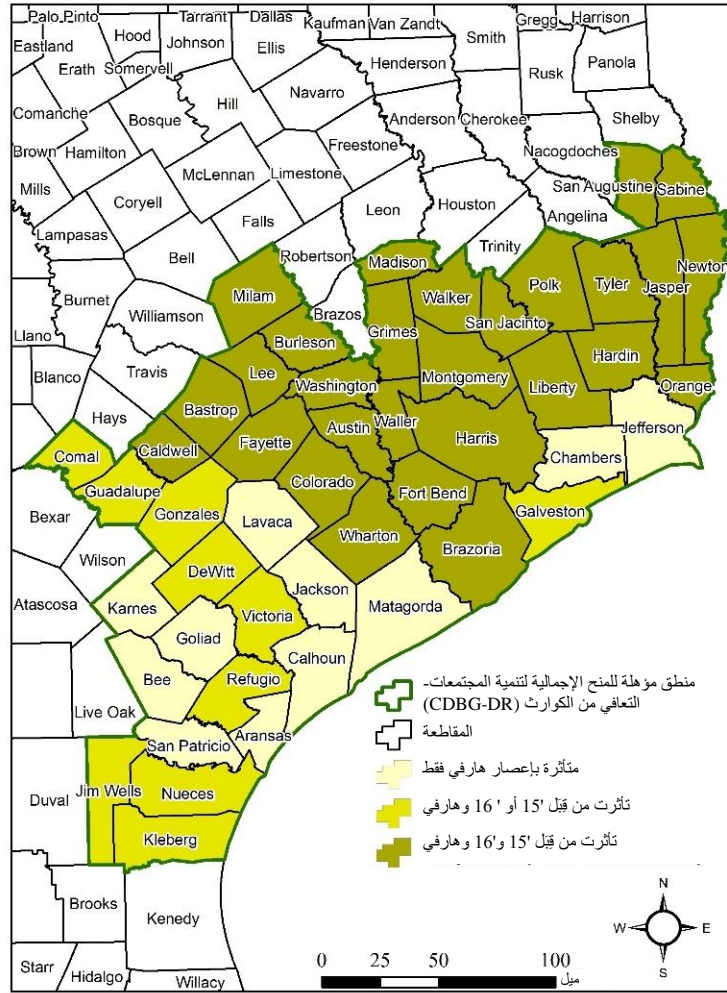 Palo Pinto
Tarrant
Dallas
Kaufman
Van Zandt
Gregg
Harrison
Eastland
Hood
Johnson
Ellis
Smith
Erath
Somervell
Henderson
Rusk
Panola
Comanche
Bosque
Hill
Navarro
Anderson
Cherokee
Shelby
Brown
Hamilton
McLennan
Limestone
Freestone
Nacogdoches
Mills
Coryell
Falls
Leon
Houston
San Augustine
Sabine
Lampasas
Bell
Robertson
Trinity
Angelina
Burnet
Milam
Madison
Walker
Polk
Tyler
Jasper
Newton
Llano
Williamson
Brazos
Grimes
San Jacinto
Burleson
Blanco
Travis
Lee
Washington
Montgomery
Liberty
Hardin
Orange
Hays
Bastrop
Austin
Waller
Harris
Jefferson
Comal
Caldwell
Fayette
Chambers
Guadalupe
Colorado
Fort Bend
Bexar
Gonzales
Lavaca
Galveston
Wilson
Wharton
Brazoria
DeWitt
Atascosa
Karnes
Victoria
Jackson
Matagorda
Goliad
Bee
Refugio
Calhoun
Live Oak
San Patricio
Aransas
Duval
Jim Wells
Nueces
Kleberg
Brooks
Kenedy
Starr
Hidalgo
Willacy
منطق مؤهلة للمنح الإجمالية لتنمية المجتمعات-
التعافي من الكوارث (CDBG-DR)
المقاطعة
متأثرة بإعصار هارفي فقط
تأثرت من قِبَل '15 أو ' 16 وهارفي
تأثرت من قِبَل '15 و'16 وهارفي
N
W E
S
0 25 50 100
ميل